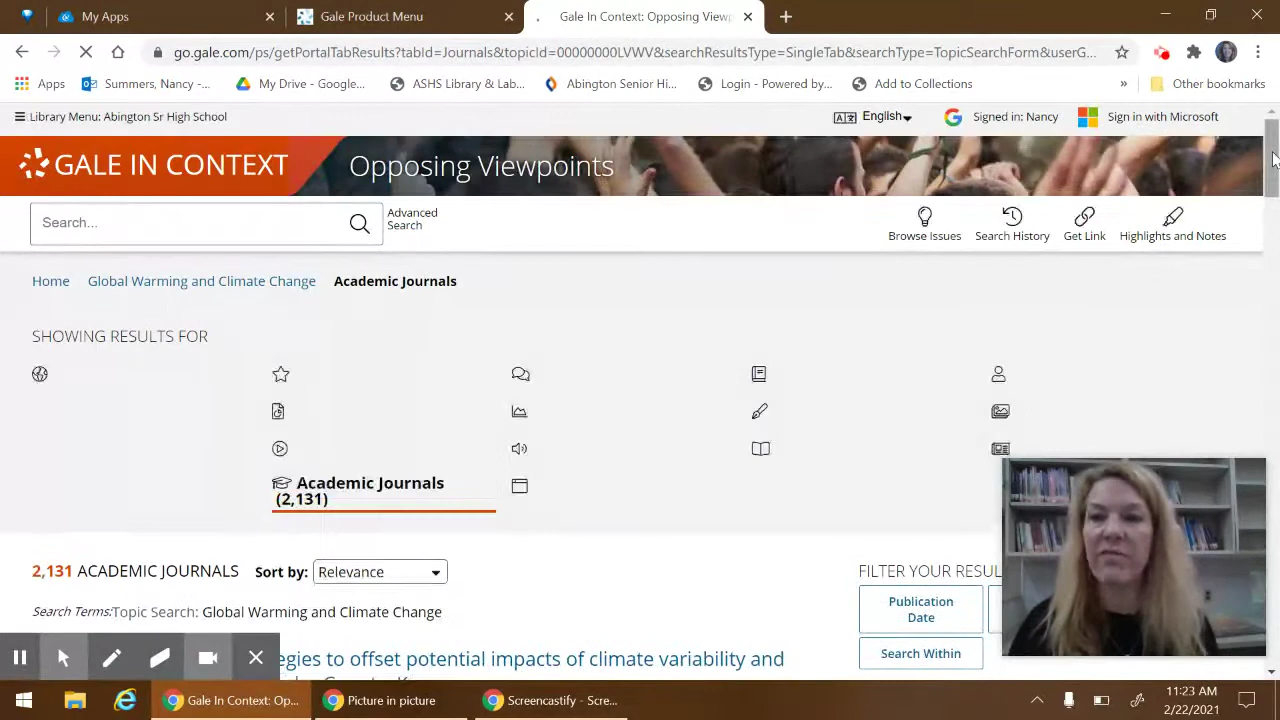 My Apps
Gale Product Menu
Gale In Context: Opposing Viewp
go.gale.com/ps/getPortalTabResults?tabId=Journals&topicId=00000000LVWV&searchResultsType=SingleTab&searchType=TopicSearchForm&userG...
Apps
Summers, Nancy -...
My Drive - Google...
ASHS Library & Lab...
Abington Senior Hi...
Login - Powered by...
Add to Collections
»
Other bookmarks
Library Menu: Abington Sr High School
English
Signed in: Nancy
Sign in with Microsoft
GALE IN CONTEXT
Opposing Viewpoints
Search...
Advanced
Search
Browse Issues
Search History
Get Link
Highlights and Notes
Home
Global Warming and Climate Change
Academic Journals
SHOWING RESULTS FOR
Academic Journals
(2,131)
2,131 ACADEMIC JOURNALS
Sort by:
Relevance
FILTER YOUR RESUL
Search Terms:Topic Search: Global Warming and Climate Change
Publication
Date
Search Within
egies to offset potential impacts of climate variability and
Gale In Context: Op...
Picture in picture
Screencastify - Scre...
11:23 AM
2/22/2021